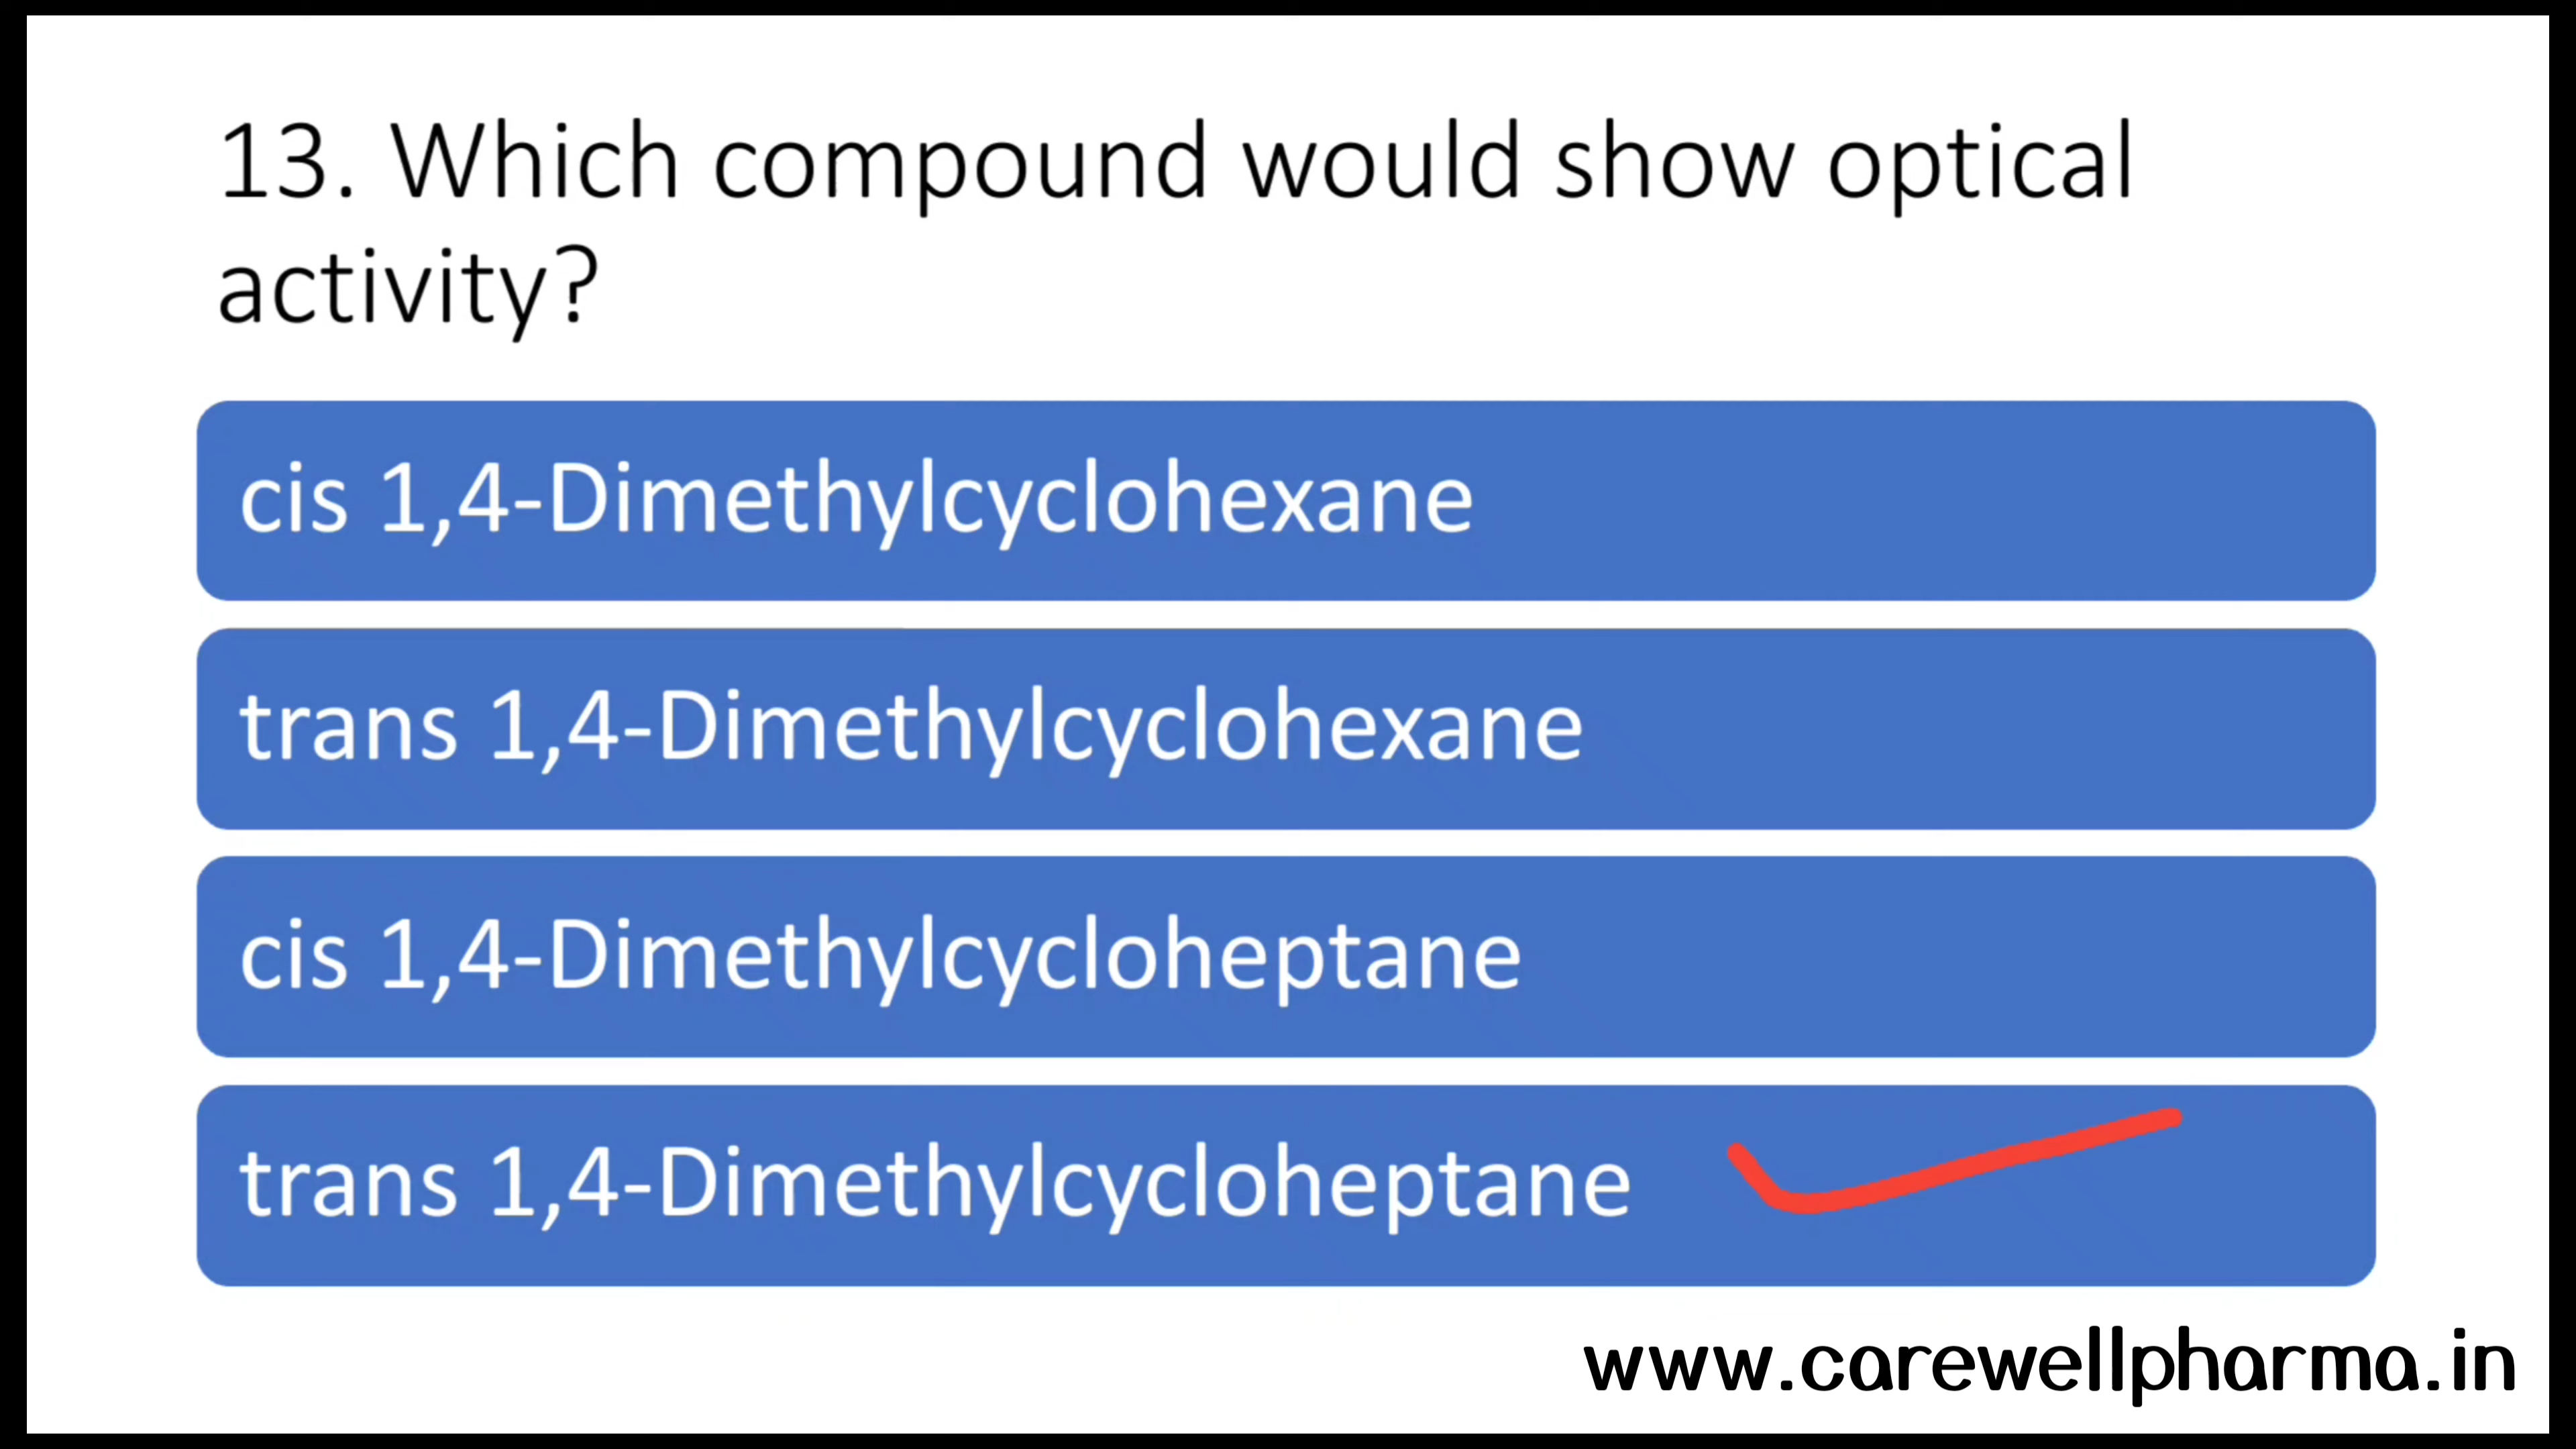 13. Which compound would show optical
activity?
cis 1,4-Dimethylcyclohexane
trans 1,4-Dimethylcyclohexane
cis 1,4-Dimethylcycloheptane
trans 1,4-Dimethylcycloheptane
www.carewellpharma.in